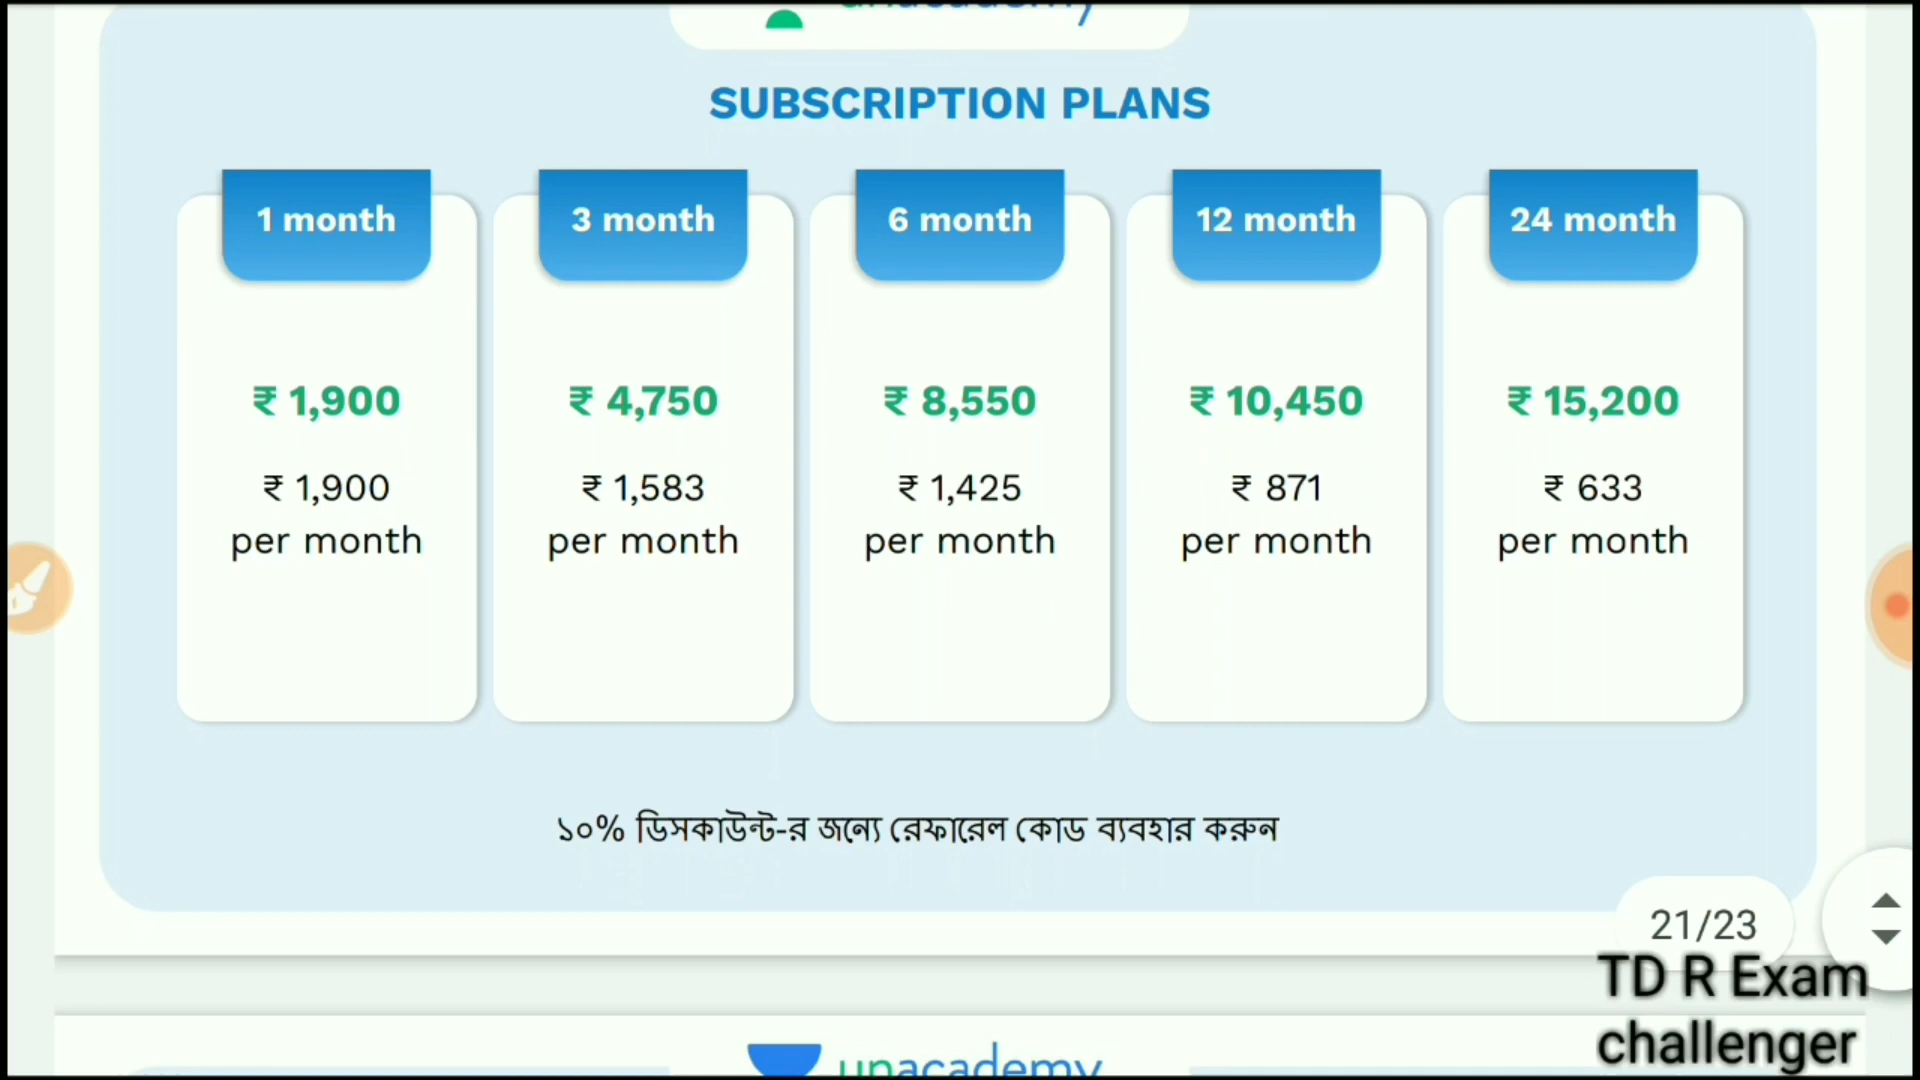 unacademy
SUBSCRIPTION PLANS
1 month
3 month
6 month
12 month
24 month
₹ 1,900
₹ 4,750
₹ 8,550
₹ 10,450
₹ 15,200
₹ 1,900
₹ 1,583
₹ 1,425
₹ 871
₹ 633
per month
per month
per month
per month
per month
১০% ডিসকাউন্ট-র জন্যে রেফারেল কোড ব্যবহার করুন
21/23
TD R Exam
challenger
unacademy